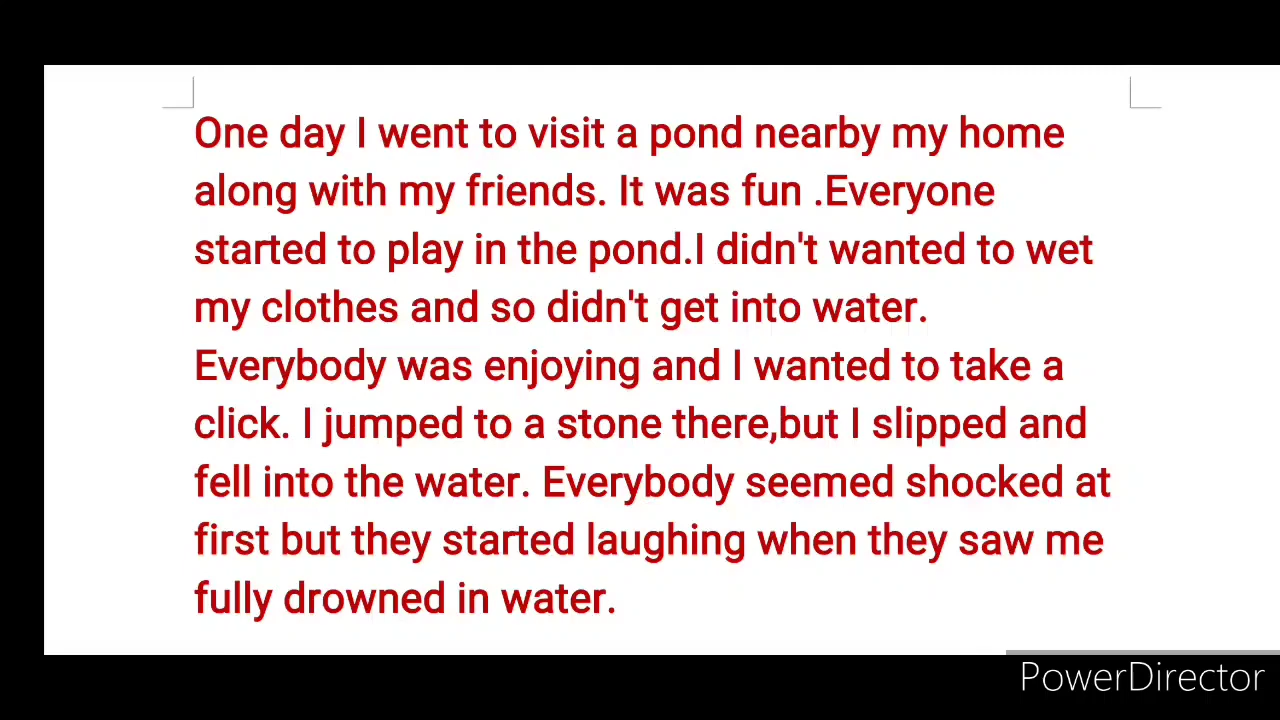 One day I went to visit a pond nearby my home
along with my friends. It was fun .Everyone
started to play in the pond.I didn't wanted to wet
my clothes and so didn't get into water.
Everybody was enjoying and I wanted to take a
click. I jumped to a stone there,but I slipped and
fell into the water. Everybody seemed shocked at
first but they started laughing when they saw me
fully drowned in water.
PowerDirector